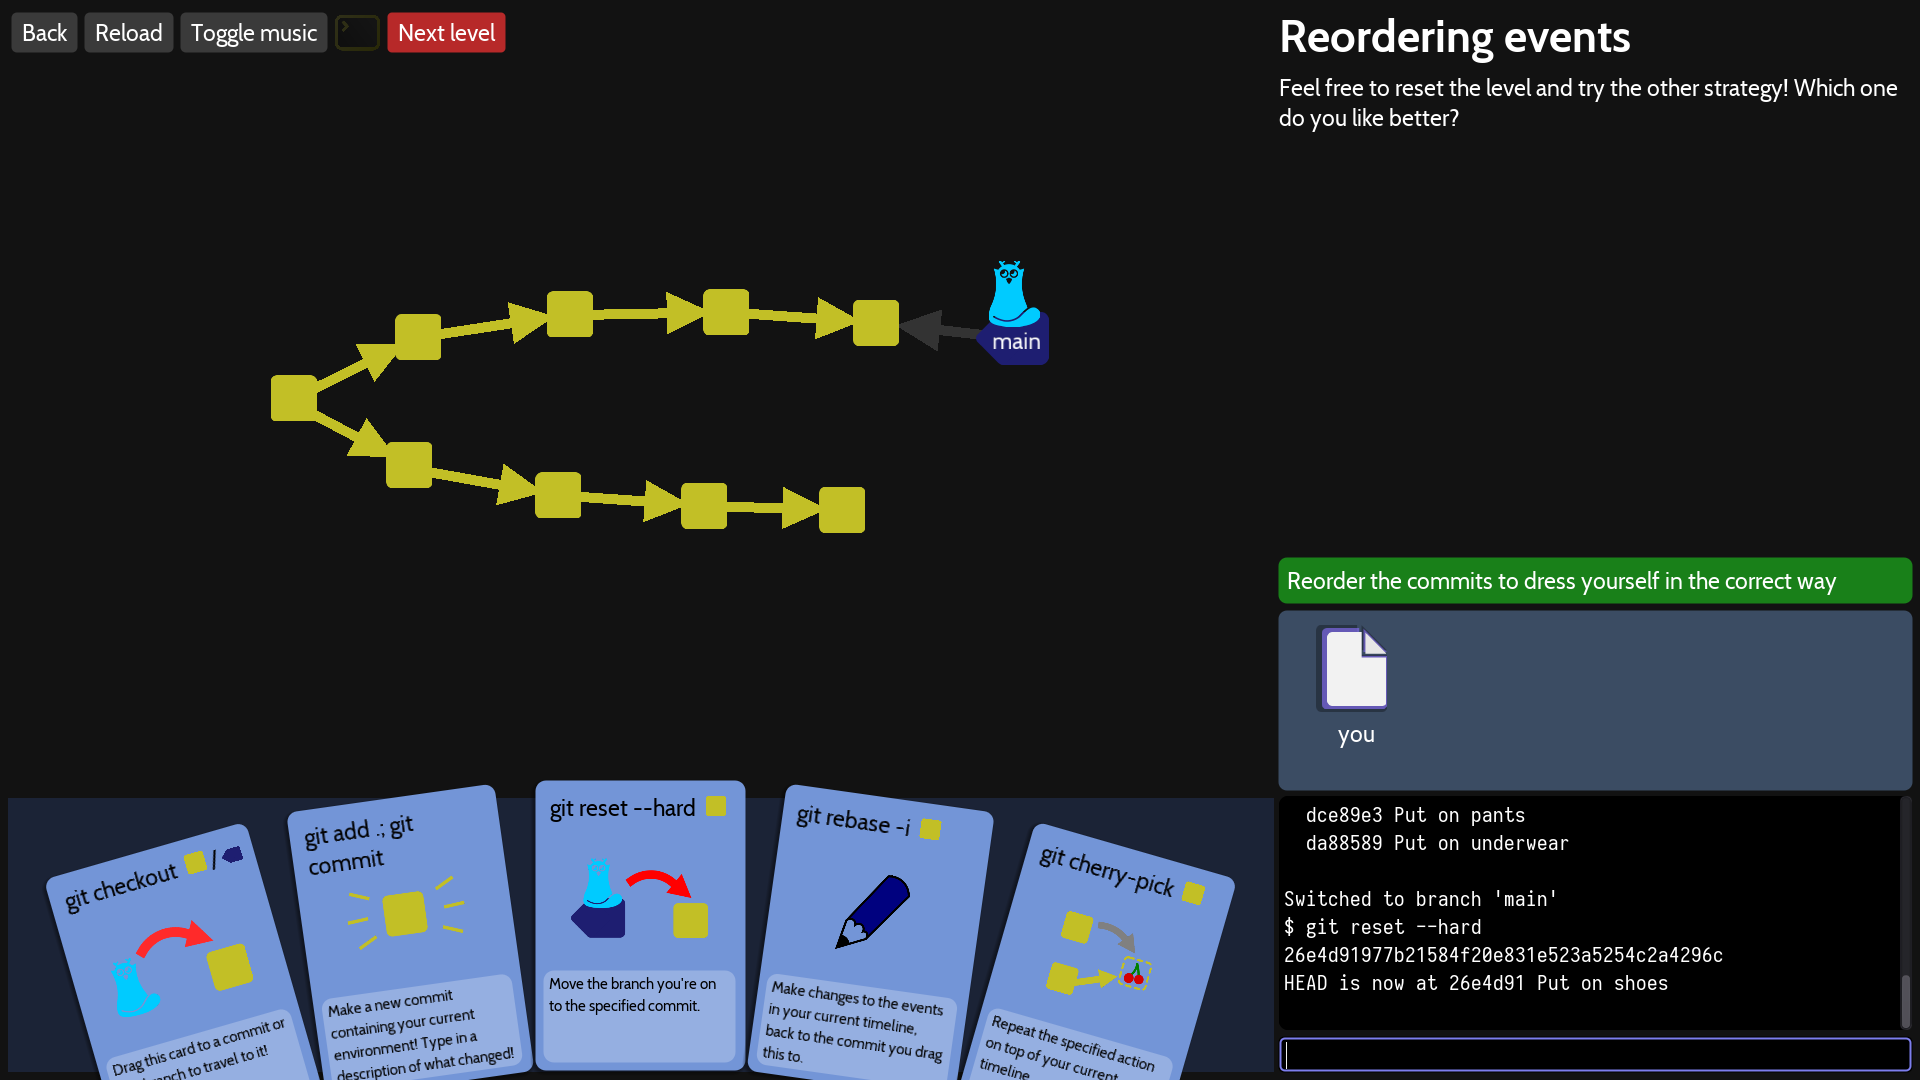 Back
Reload
Toggle music
Next level
Reordering events
Feel free to reset the level and try the other strategy! Which one
do you like better?
main
Reorder the commits to dress yourself in the correct way
you
dce89e3 Put on pants
da88589 Put on underwear
Switched to branch 'main'
$ git reset --hard
26e4d91977b21584f20e831e523a5254c2a4296c
HEAD is now at 26e4d91 Put on shoes
git checkout /
Drag this card to a commit or
nch to travel to it!
git add .; git
commit
Make a new commit
containing your current
environment! Type in a
description of what changed!
git reset --hard
Move the branch you're on
to the specified commit.
git rebase -i
Make changes to the events
in your current timeline,
back to the commit you drag
this to.
git cherry-pick
Repeat the specified action
on top of your current
timeline